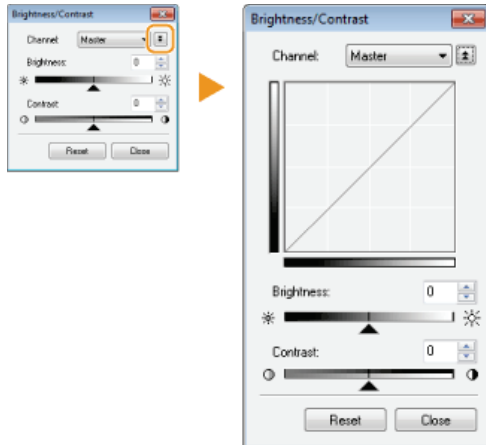 Brightness/Contrast
Channel: Master
Brightness: 0
Contrast: 0
Reset Close
Brightness/Contrast
Channel: Master
Brightness: 0
Contrast: 0
Reset Close